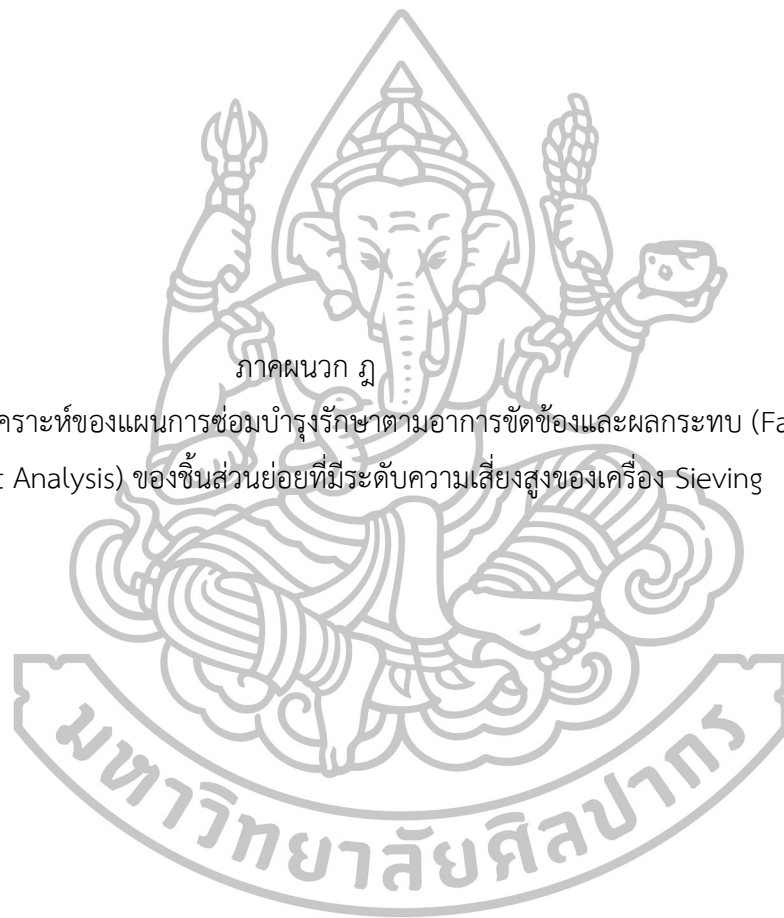 ภาคผนวก ฎ
คราะห์ของแผนการซ่อมบำรุงรักษาตามอาการขัดข้องและผลกระทบ (Fa
t Analysis) ของชิ้นส่วนย่อยที่มีระดับความเสี่ยงสูงของเครื่อง Sieving
มหาวิทยาลัยศิลปากร